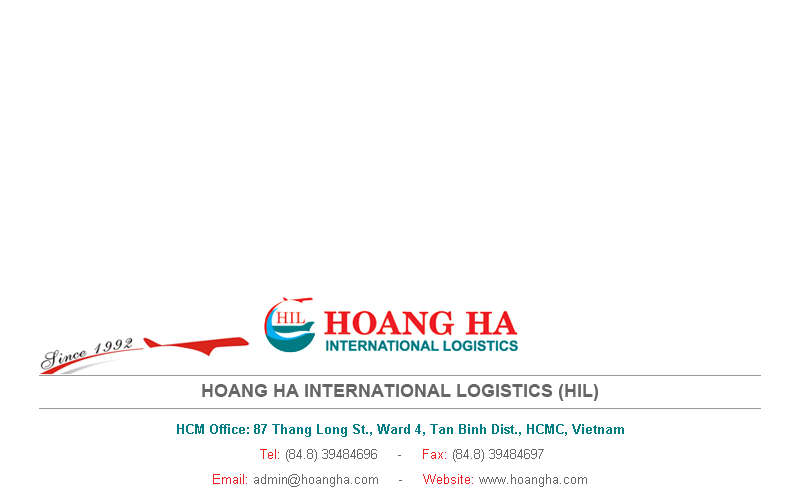 HIL
HOANG HA
INTERNATIONAL LOGISTICS
Since 1992
HOANG HA INTERNATIONAL LOGISTICS (HIL)
HCM Office: 87 Thang Long St., Ward 4, Tan Binh Dist., HCMC, Vietnam
Tel: (84.8) 39484696 - Fax: (84.8) 39484697
Email: admin@hoangha.com - Website: www.hoangha.com